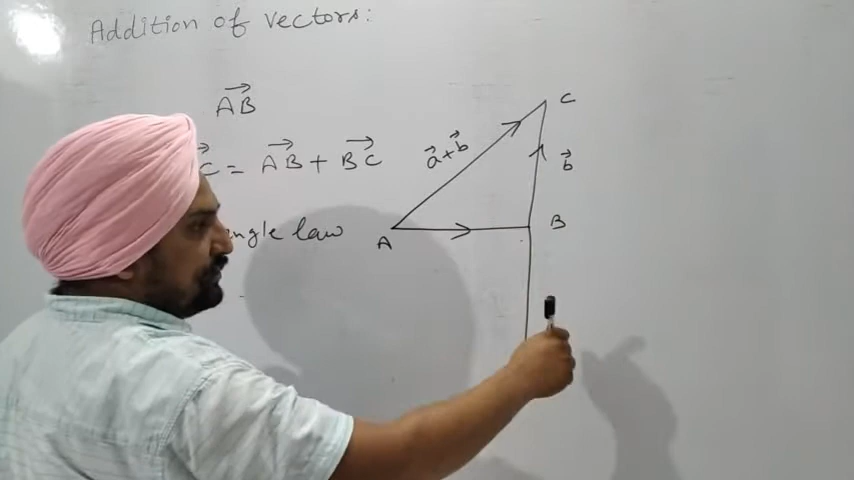 Addition of vectors:
→AB
→C = →AB + →BC
ngle law
→a+→b
C
→b
B
A